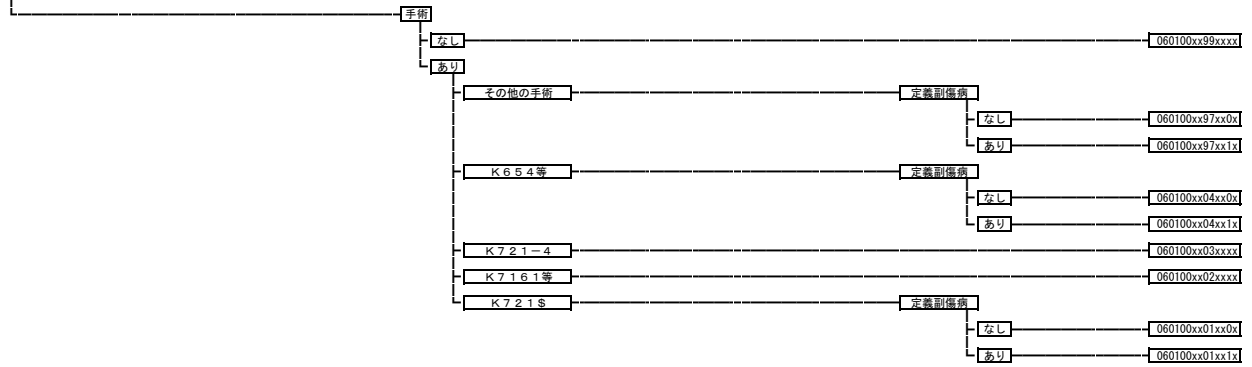 手術
なし 060100xx99xxxx
あり
その他の手術 定義副傷病
なし 060100xx97xx0x
あり 060100xx97xx1x
K654等 定義副傷病
なし 060100xx04xx0x
あり 060100xx04xx1x
K721-4 060100xx03xxxx
K7161等 060100xx02xxxx
K721$ 定義副傷病
なし 060100xx01xx0x
あり 060100xx01xx1x